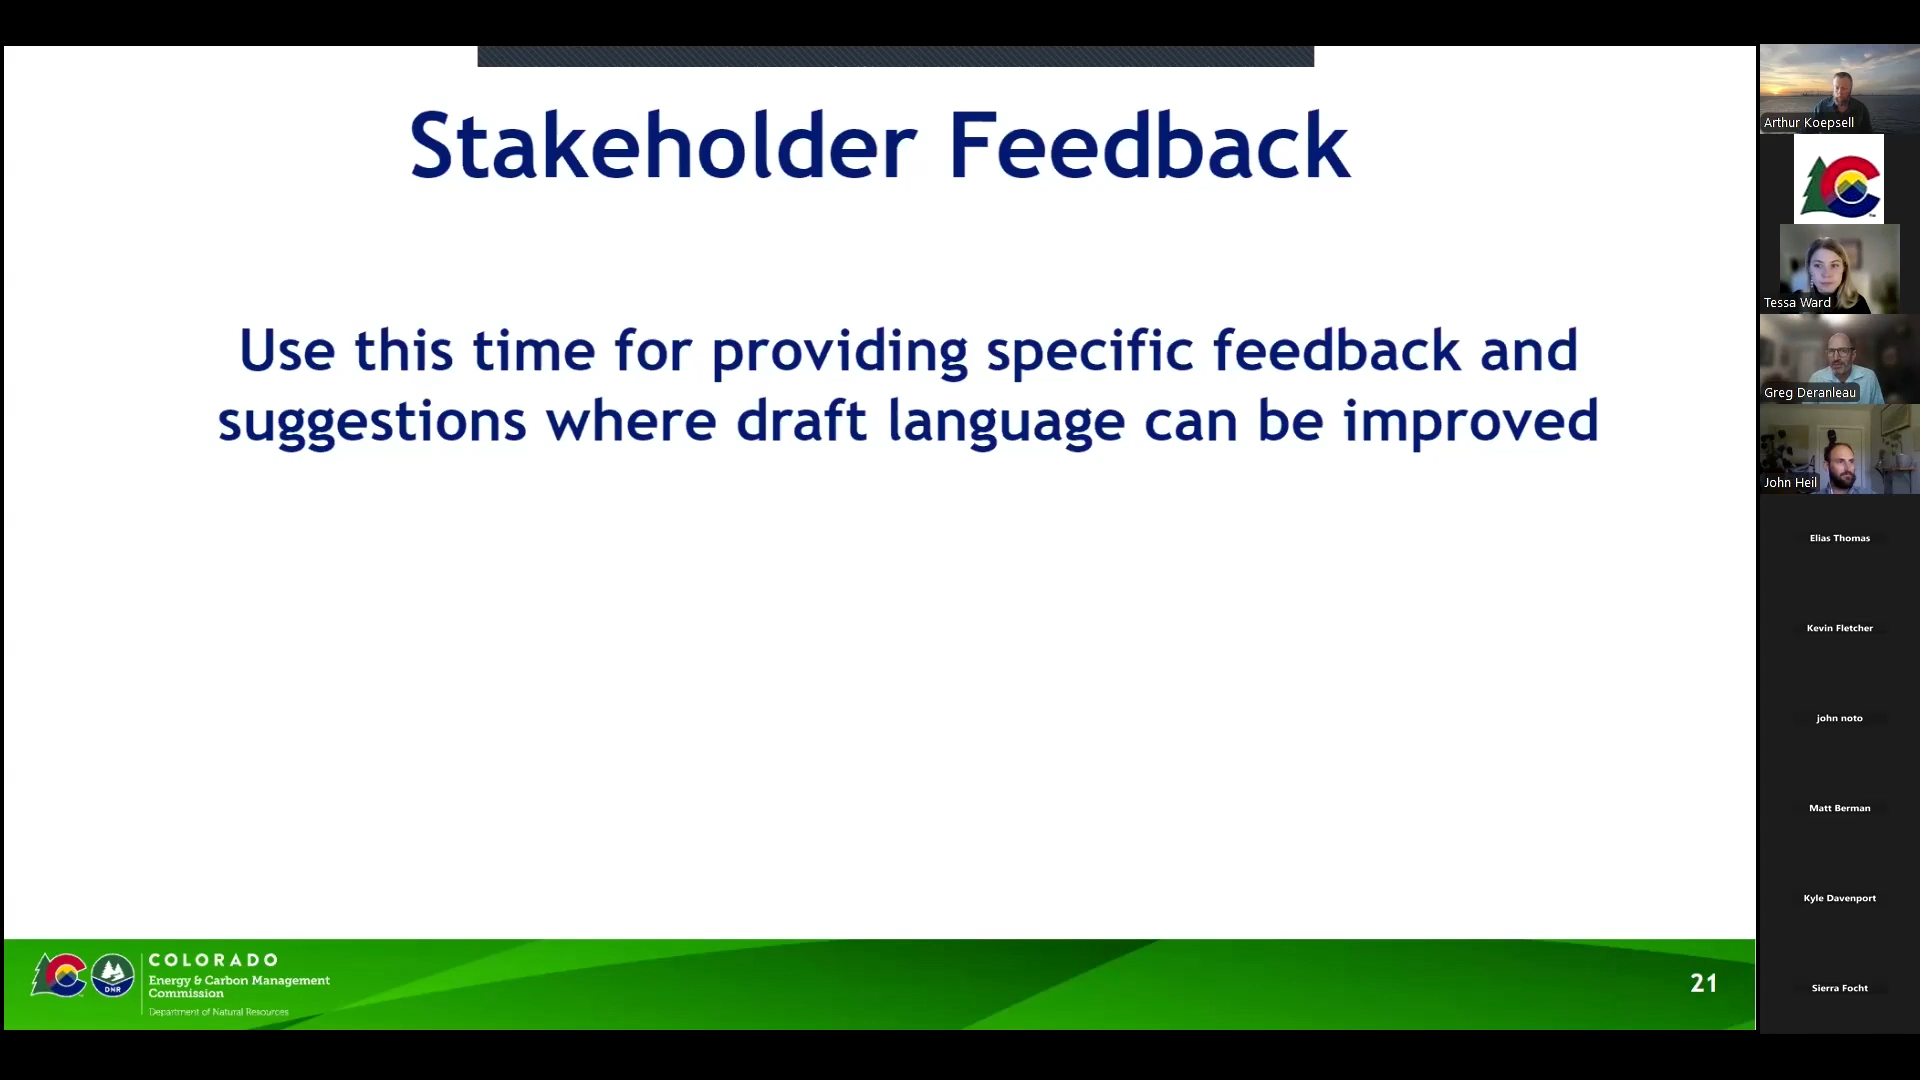 Stakeholder Feedback
Use this time for providing specific feedback and
suggestions where draft language can be improved
COLORADO
Energy & Carbon Management
Commission
Department of Natural Resources
DNR
21
Arthur Koepsell
Tessa Ward
Greg Deranleau
John Heil
Elias Thomas
Kevin Fletcher
john noto
Matt Berman
Kyle Davenport
Sierra Focht